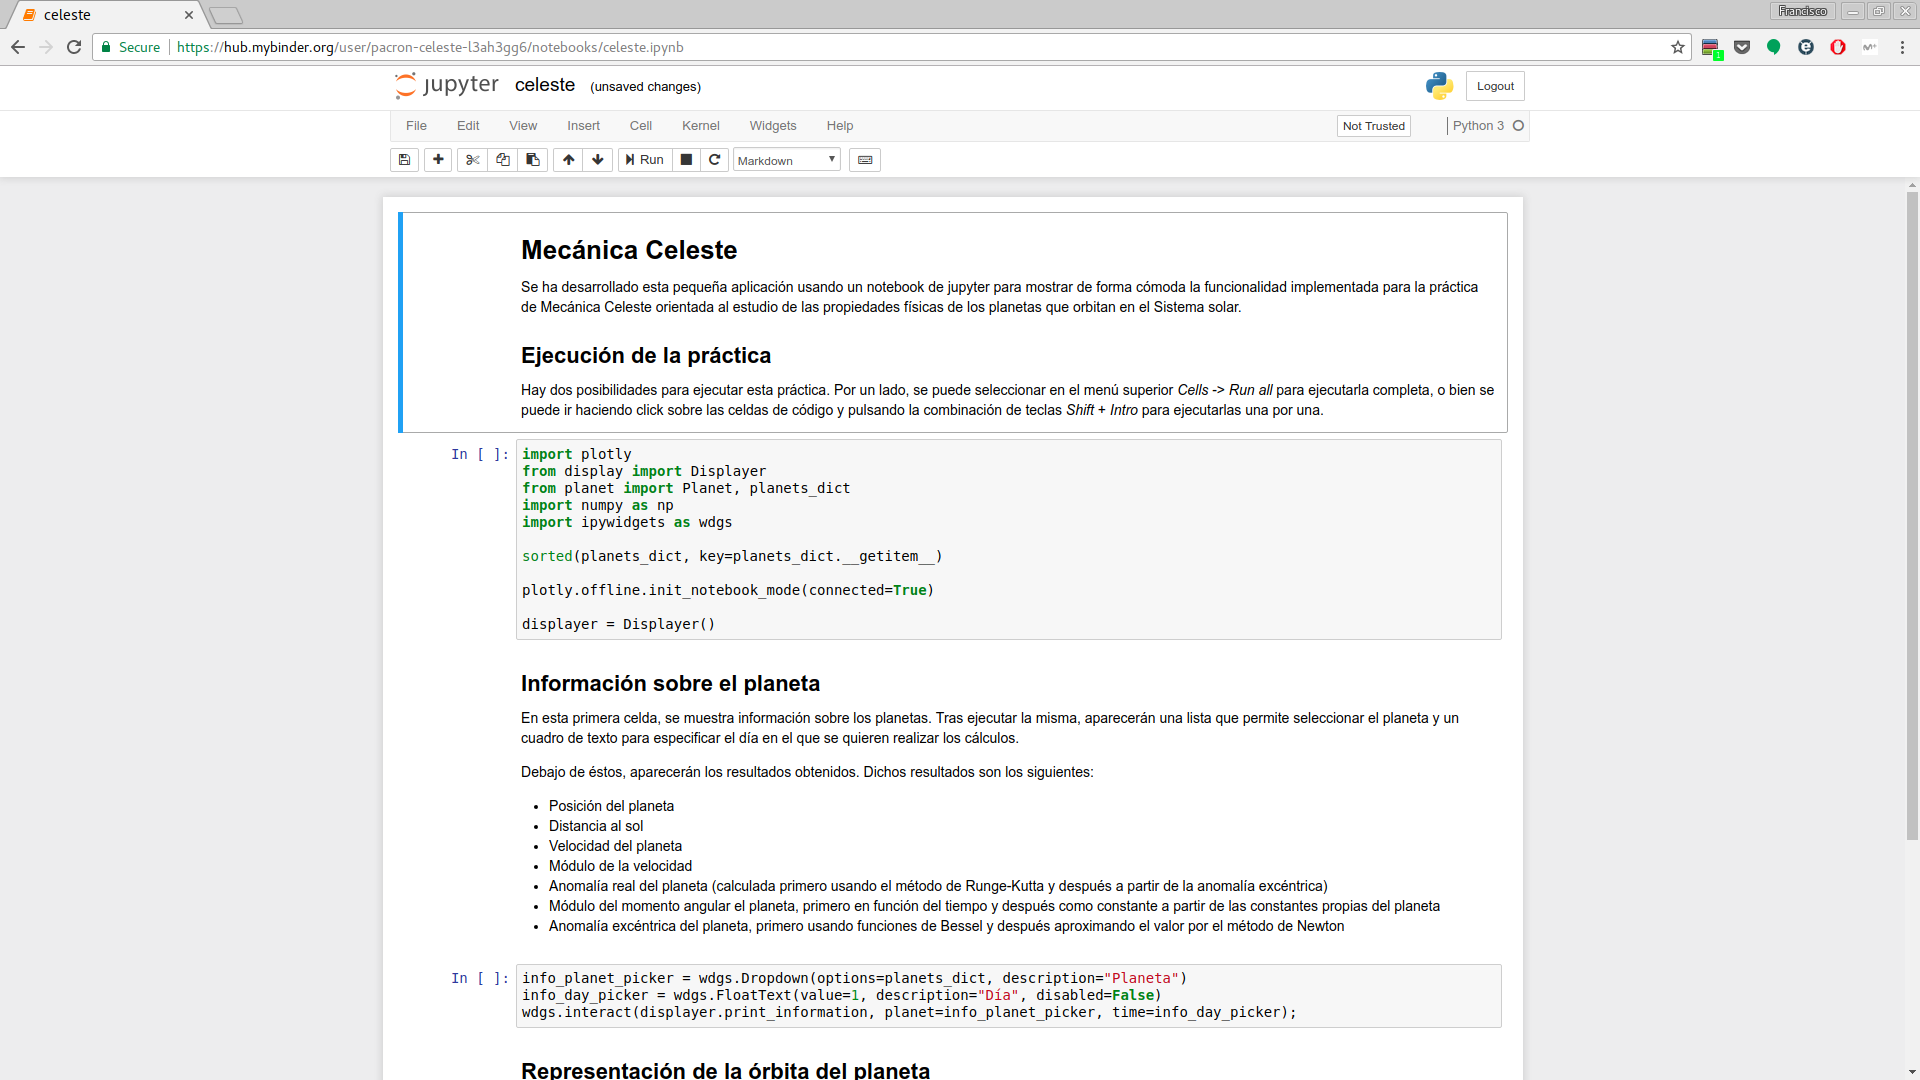 celeste
Francisco
Secure
https://hub.mybinder.org/user/pacron-celeste-l3ah3gg6/notebooks/celeste.ipynb
1
jupyter celeste (unsaved changes)
Logout
File Edit View Insert Cell Kernel Widgets Help
Not Trusted
Python 3
Run
Markdown
Mecánica Celeste
Se ha desarrollado esta pequeña aplicación usando un notebook de jupyter para mostrar de forma cómoda la funcionalidad implementada para la práctica
de Mecánica Celeste orientada al estudio de las propiedades físicas de los planetas que orbitan en el Sistema solar.
Ejecución de la práctica
Hay dos posibilidades para ejecutar esta práctica. Por un lado, se puede seleccionar en el menú superior Cells -> Run all para ejecutarla completa, o bien se
puede ir haciendo click sobre las celdas de código y pulsando la combinación de teclas Shift + Intro para ejecutarlas una por una.
In [ ]: import plotly
from display import Displayer
from planet import Planet, planets_dict
import numpy as np
import ipywidgets as wdgs
sorted(planets_dict, key=planets_dict.__getitem__)
plotly.offline.init_notebook_mode(connected=True)
displayer = Displayer()
Información sobre el planeta
En esta primera celda, se muestra información sobre los planetas. Tras ejecutar la misma, aparecerán una lista que permite seleccionar el planeta y un
cuadro de texto para especificar el día en el que se quieren realizar los cálculos.
Debajo de éstos, aparecerán los resultados obtenidos. Dichos resultados son los siguientes:
• Posición del planeta
• Distancia al sol
• Velocidad del planeta
• Módulo de la velocidad
• Anomalía real del planeta (calculada primero usando el método de Runge-Kutta y después a partir de la anomalía excéntrica)
• Módulo del momento angular el planeta, primero en función del tiempo y después como constante a partir de las constantes propias del planeta
• Anomalía excéntrica del planeta, primero usando funciones de Bessel y después aproximando el valor por el método de Newton
In [ ]: info_planet_picker = wdgs.Dropdown(options=planets_dict, description="Planeta")
info_day_picker = wdgs.FloatText(value=1, description="Día", disabled=False)
wdgs.interact(displayer.print_information, planet=info_planet_picker, time=info_day_picker);
Representación de la órbita del planeta